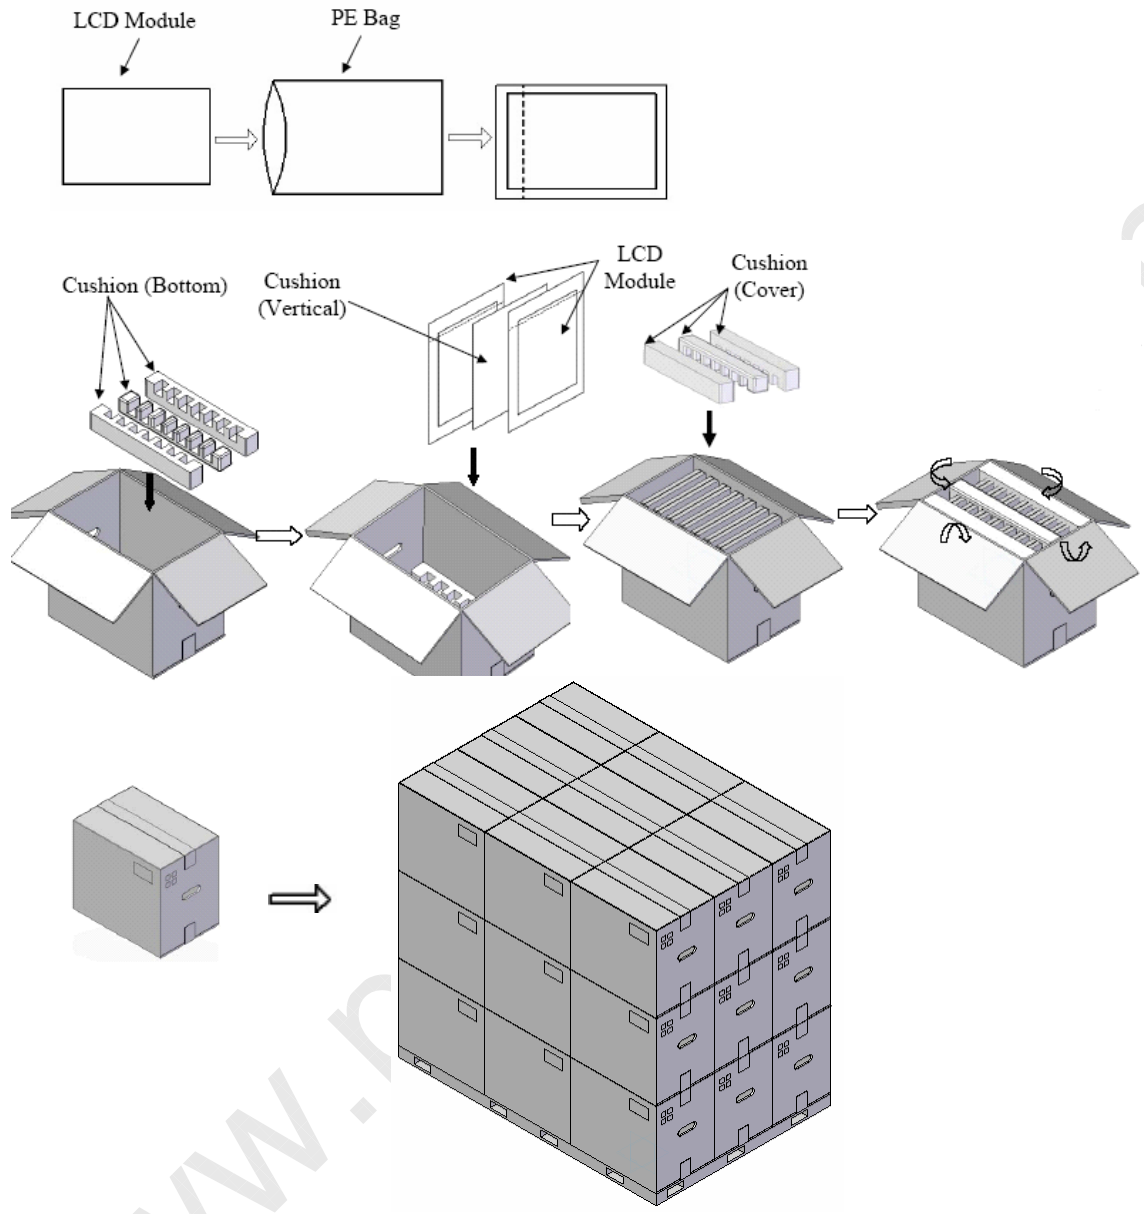 LCD Module
PE Bag
Cushion (Bottom)
Cushion
(Vertical)
LCD
Module
Cushion
(Cover)